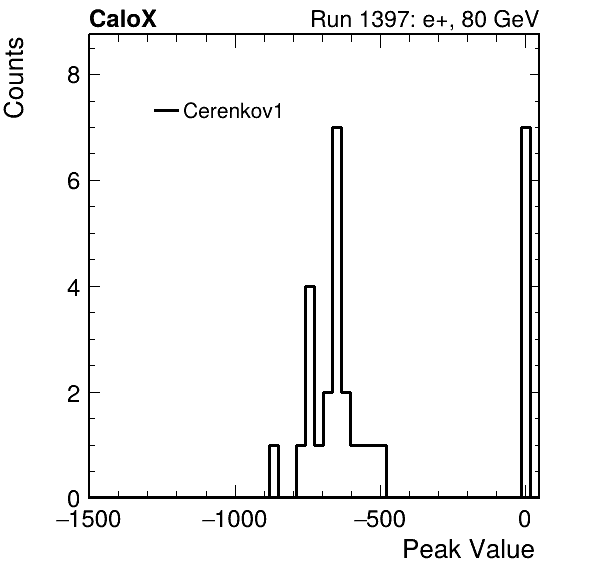 CaloX
Run 1397: e+, 80 GeV
Counts
8
Cerenkov1
6
4
2
0
−1500
−1000
−500
0
Peak Value